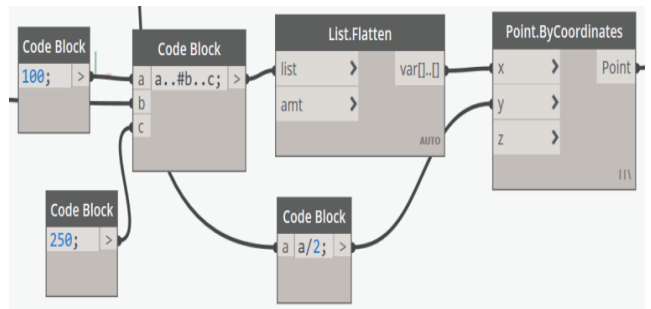 Code Block
100;
>
Code Block
a
a..#b..c;
>
b
c
List.Flatten
list
>
var[]..[]
amt
>
AUTO
Point.ByCoordinates
x
>
Point
y
>
z
>
Code Block
250;
>
Code Block
a
a/2;
>